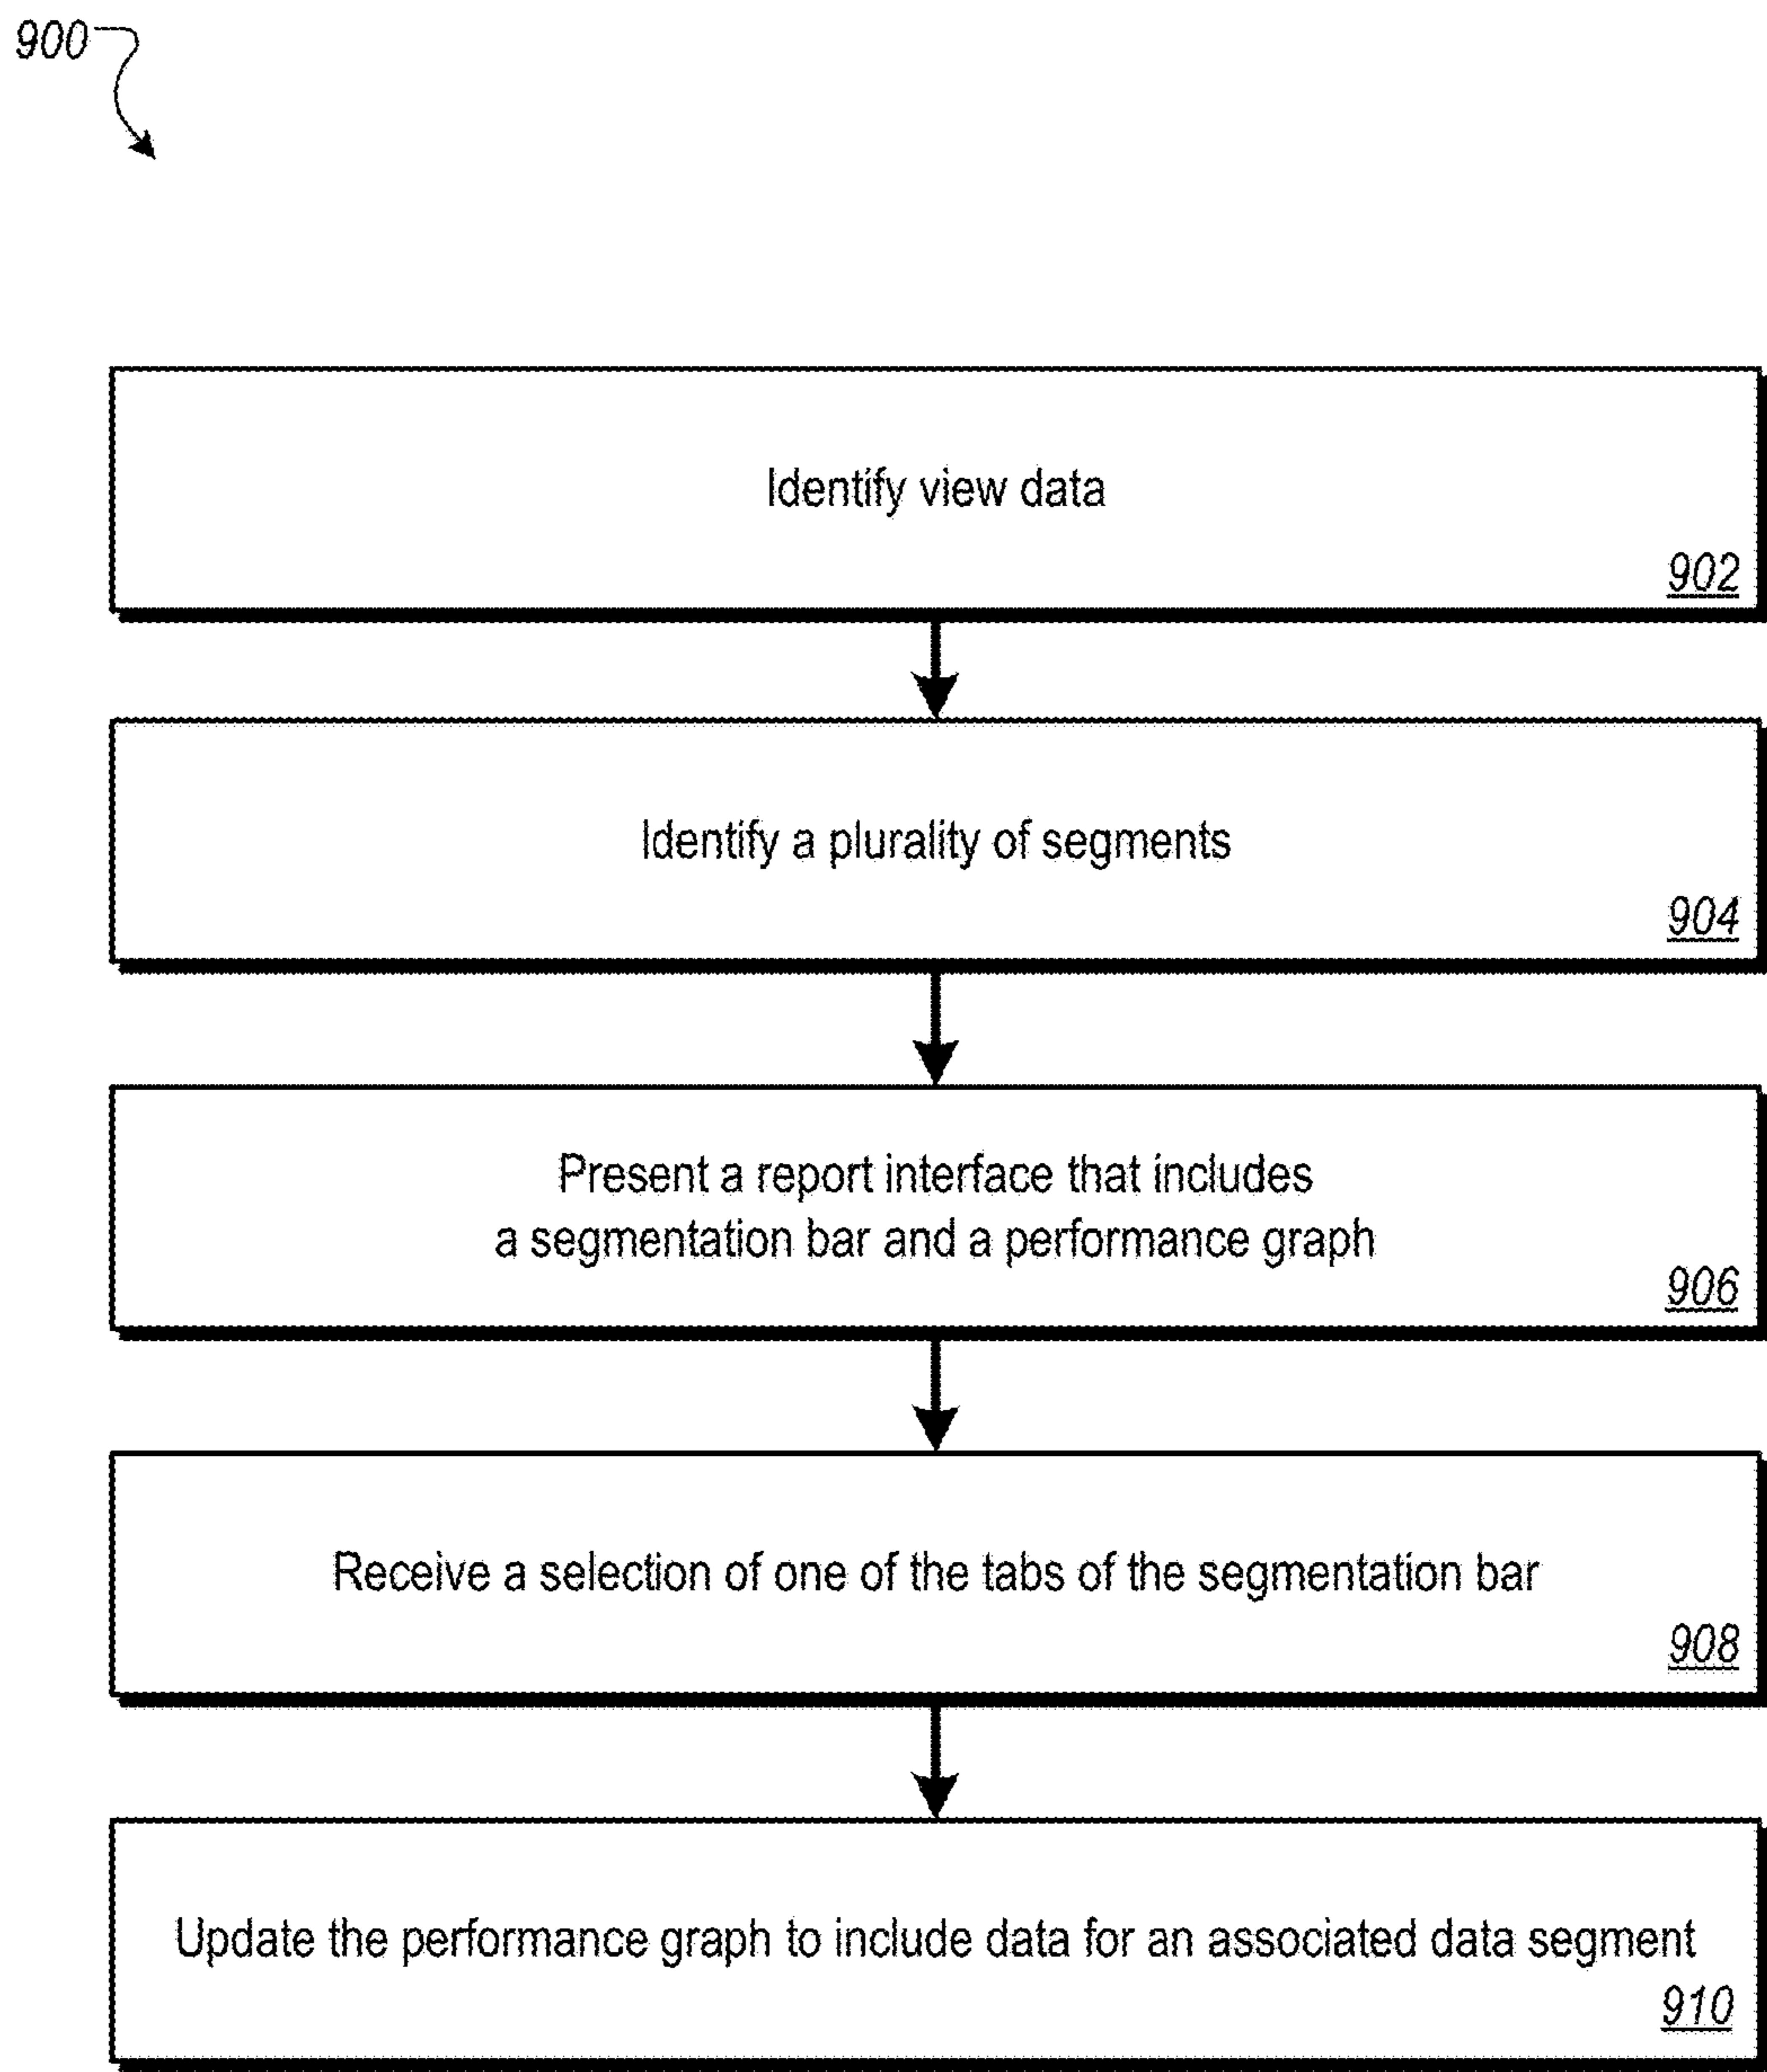 900
Identify view data
902
Identify a plurality of segments
904
Present a report interface that includes
a segmentation bar and a performance graph
906
Receive a selection of one of the tabs of the segmentation bar
908
Update the performance graph to include data for an associated data segment
910